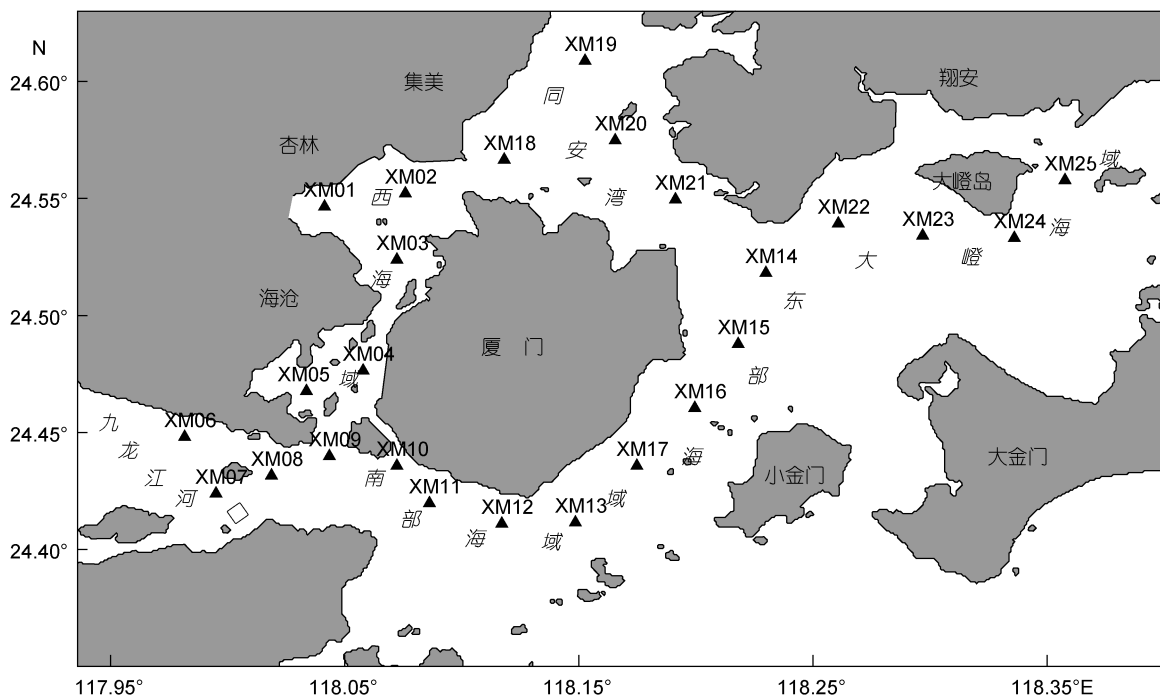 N
24.60°
24.55°
24.50°
24.45°
24.40°
117.95°
118.05°
118.15°
118.25°
118.35°E
集美
翔安
杏林
海沧
厦 门
大嶝岛
小金门
大金门
同安湾
西海域
大嶝海域
东部海域
九龙江河
南部海域
XM01
XM02
XM03
XM04
XM05
XM06
XM07
XM08
XM09
XM10
XM11
XM12
XM13
XM14
XM15
XM16
XM17
XM18
XM19
XM20
XM21
XM22
XM23
XM24
XM25